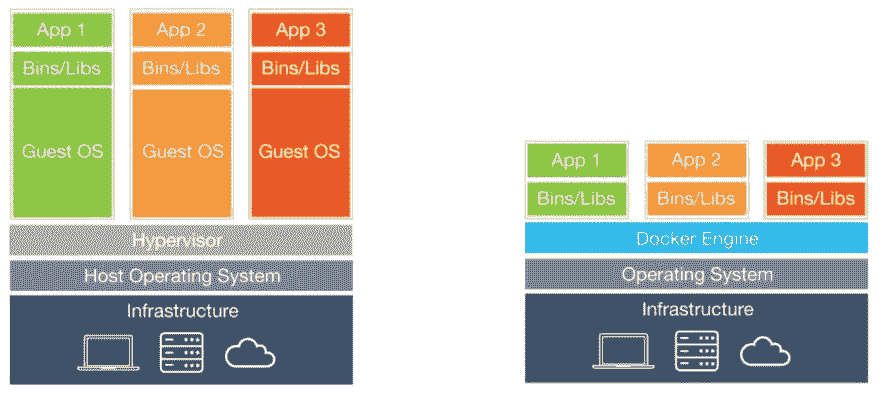 App 1
App 2
App 3
Bins/Libs
Bins/Libs
Bins/Libs
Guest OS
Guest OS
Guest OS
Hypervisor
Host Operating System
Infrastructure
App 1
App 2
App 3
Bins/Libs
Bins/Libs
Bins/Libs
Docker Engine
Operating System
Infrastructure